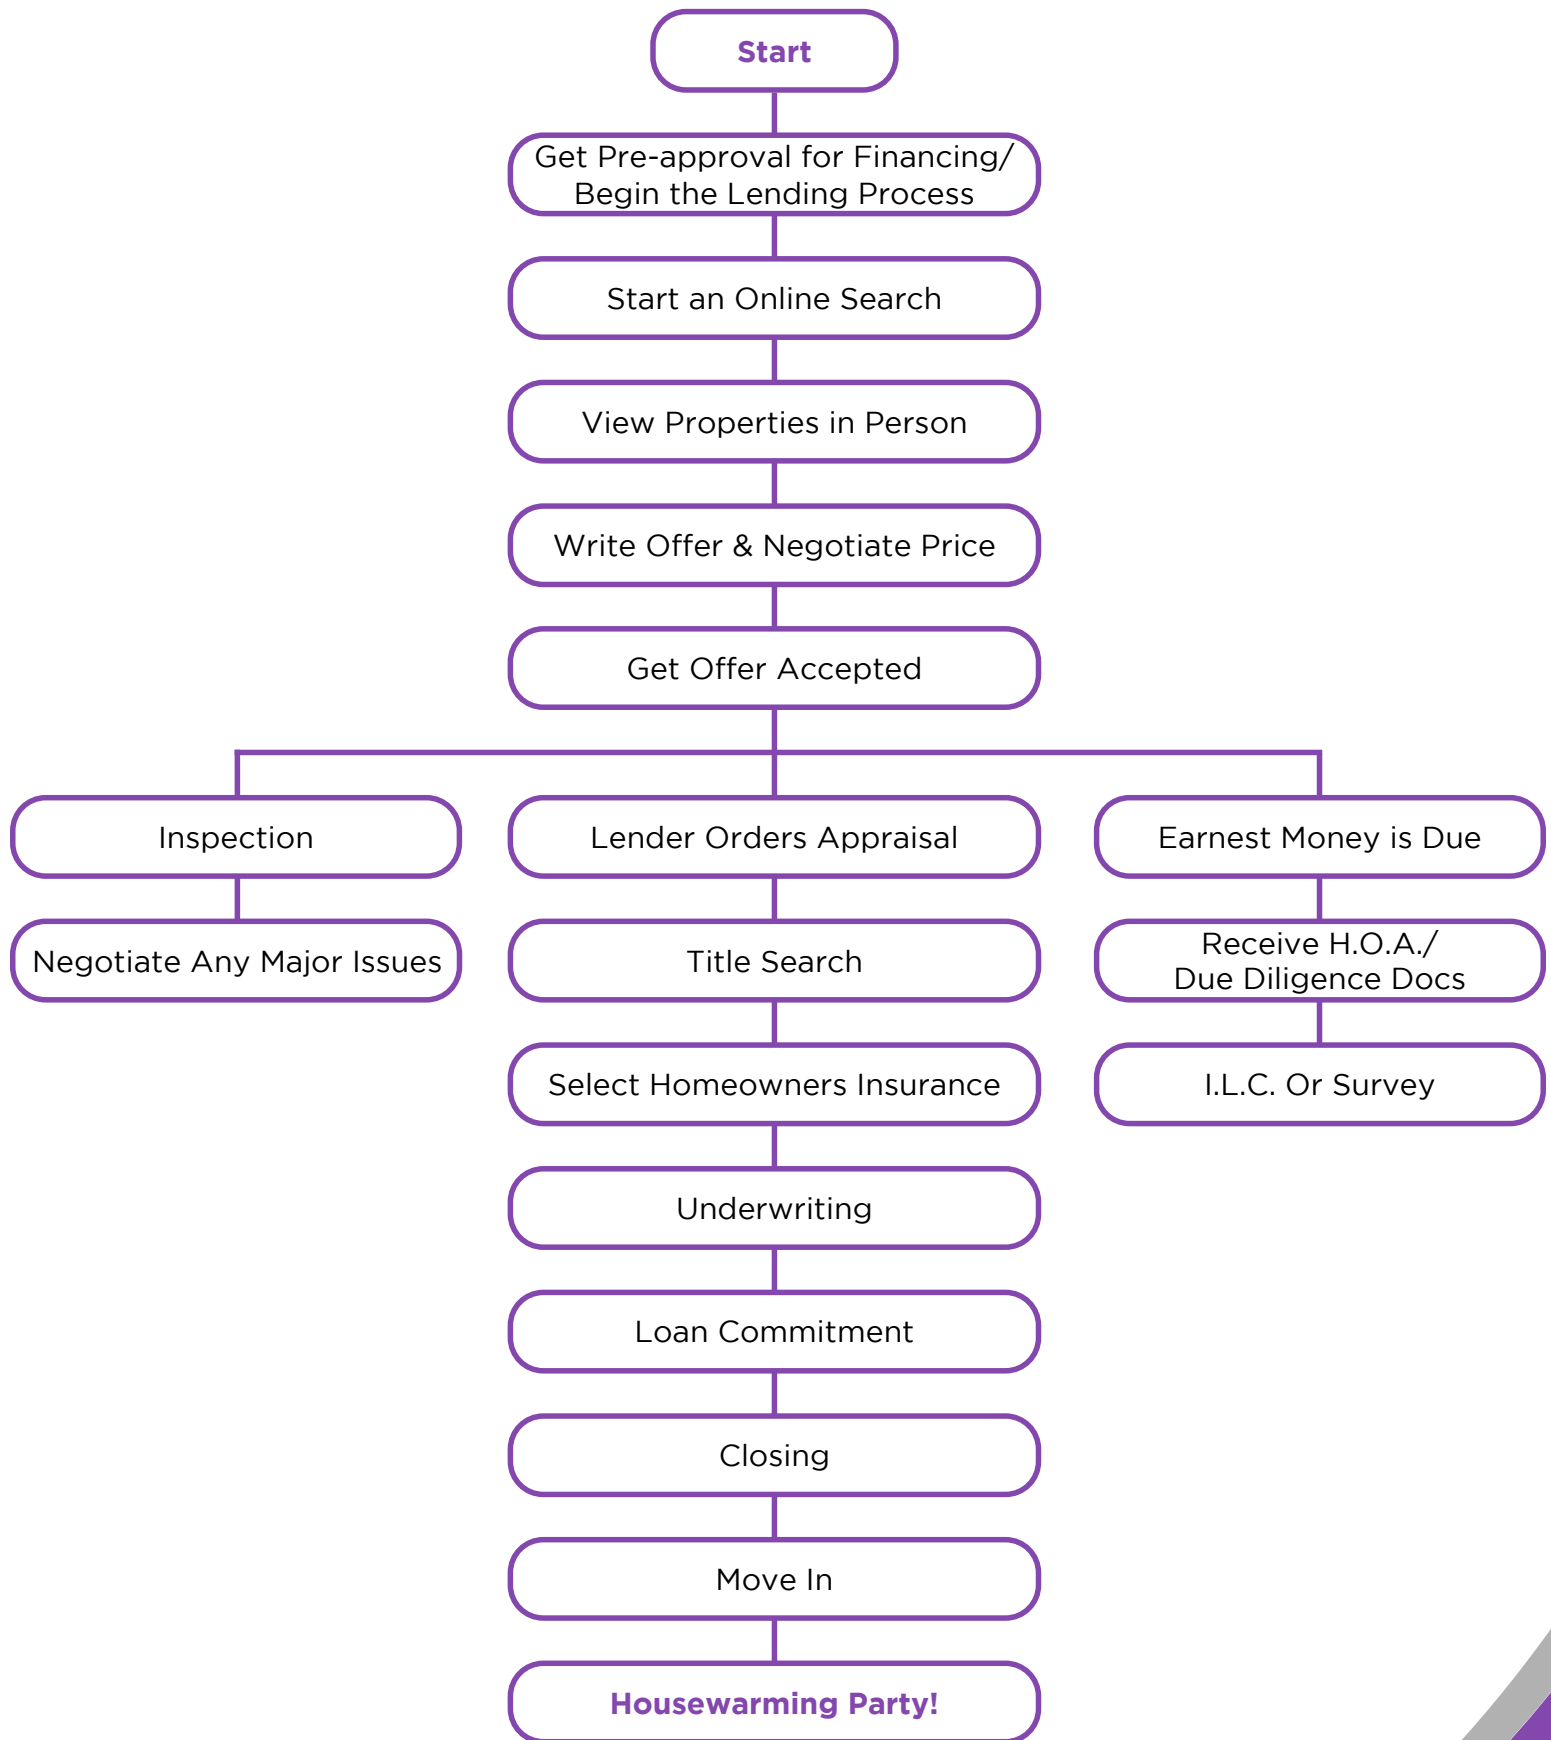 Start
Get Pre-approval for Financing/
Begin the Lending Process
Start an Online Search
View Properties in Person
Write Offer & Negotiate Price
Get Offer Accepted
Inspection
Negotiate Any Major Issues
Lender Orders Appraisal
Title Search
Select Homeowners Insurance
Underwriting
Loan Commitment
Closing
Move In
Housewarming Party!
Earnest Money is Due
Receive H.O.A./
Due Diligence Docs
I.L.C. Or Survey